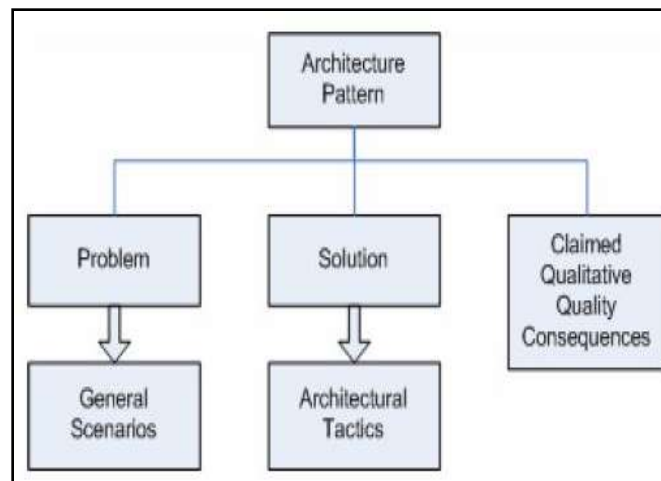 Architecture
Pattern
Problem
Solution
Claimed
Qualitative
Quality
Consequences
General
Scenarios
Architectural
Tactics